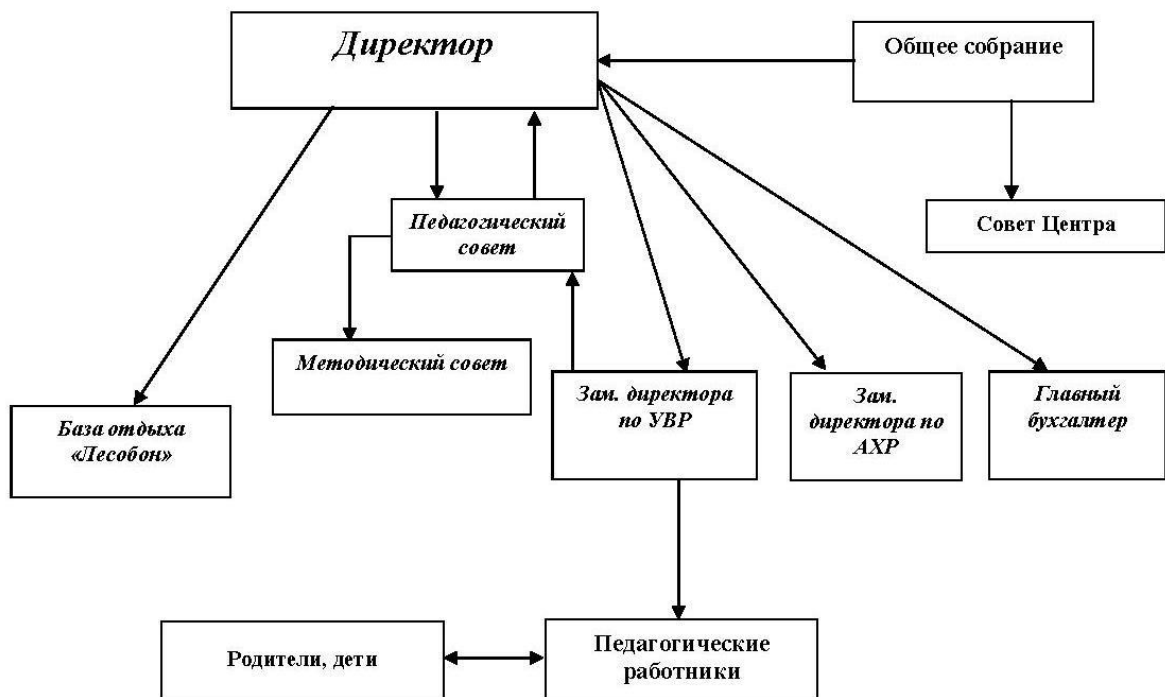 Директор
Общее собрание
Педагогический
совет
Совет Центра
Методический совет
База отдыха
«Лесобон»
Зам. директора
по УВР
Зам.
директора по
АХР
Главный
бухгалтер
Родители, дети
Педагогические
работники